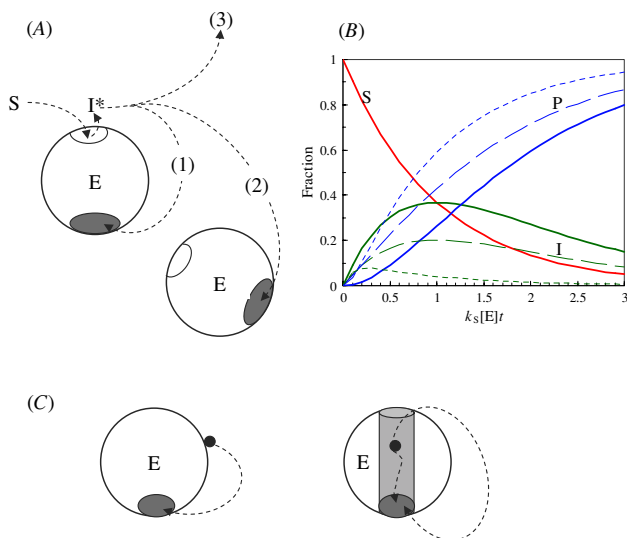 (A)
(3)
S
I*
E
(1)
(2)
E
(B)
1
0.8
0.6
0.4
0.2
0
Fraction
S
P
I
0
0.5
1
1.5
2
2.5
3
kS[E]t
(C)
E
E